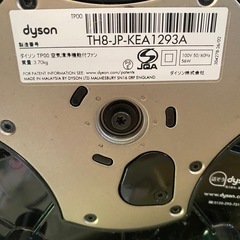 dyson
TP00
製造番号
TH8-JP-KEA1293A
ダイソン TP00 空気清浄機能付ファン
質量: 3.70kg
100V 50/60Hz
56W
JQA
FOR PATENT INFORMATION SEE www.dyson.com/patents
ダイソン株式会社
MADE IN MALAYSIA BY DYSON LTD MALMESBURY SN16 0RP ENGLAND